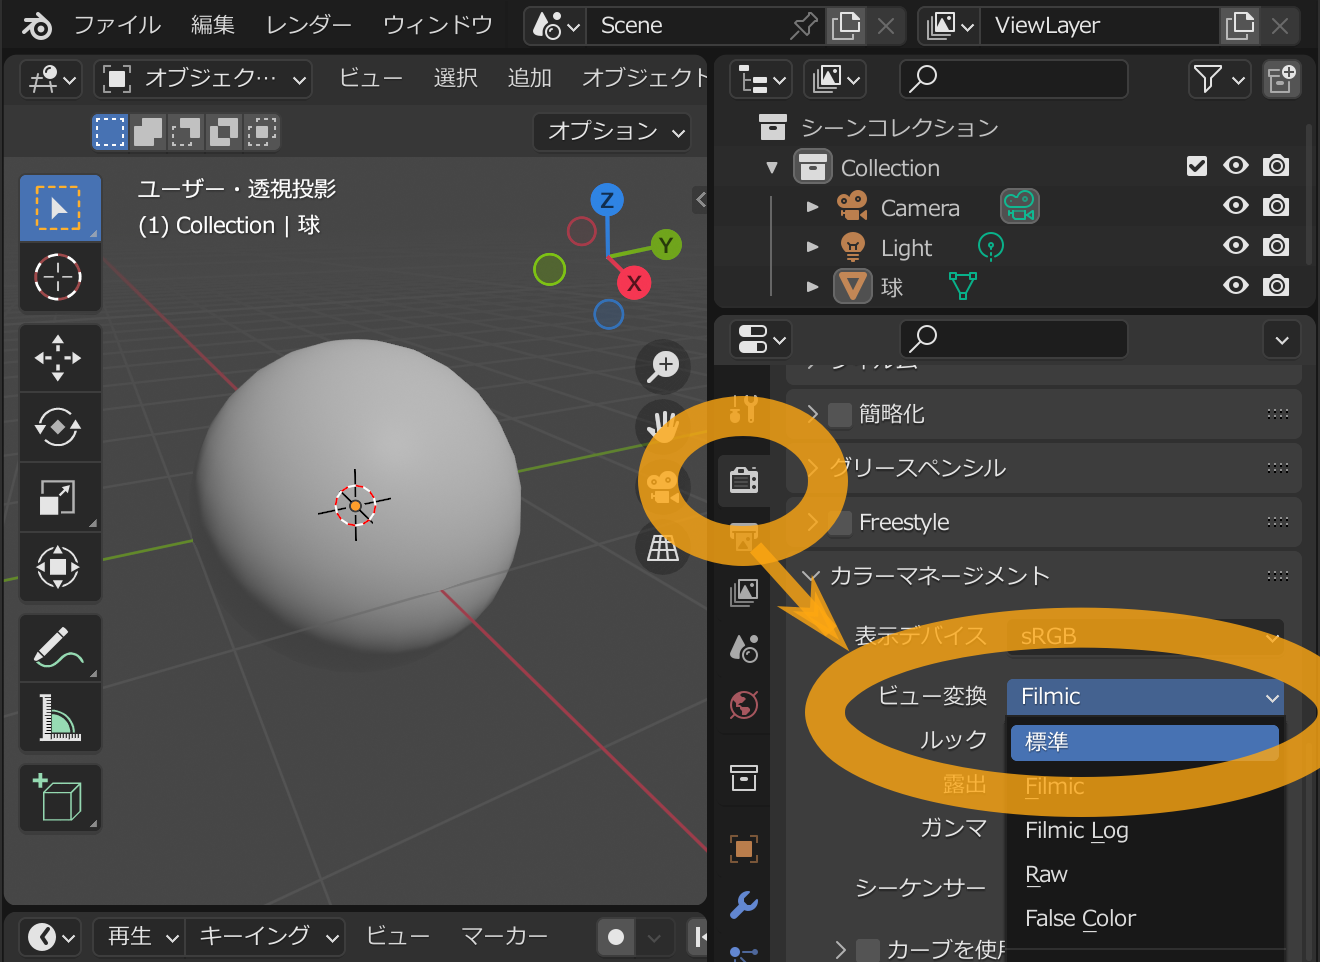 ファイル 編集 レンダー ウィンドウ Scene ViewLayer
オブジェク… ビュー 選択 追加 オブジェクト
オプション
ユーザー・透視投影
(1) Collection | 球
Z
Y
X
シーンコレクション
Collection
Camera
Light
球
簡略化
グリースペンシル
Freestyle
カラーマネージメント
表示デバイス sRGB
ビュー変換 Filmic
ルック 標準
露出 Filmic
ガンマ Filmic Log
Raw
シーケンサー False Color
カーブを使用
再生 キーイング ビュー マーカー